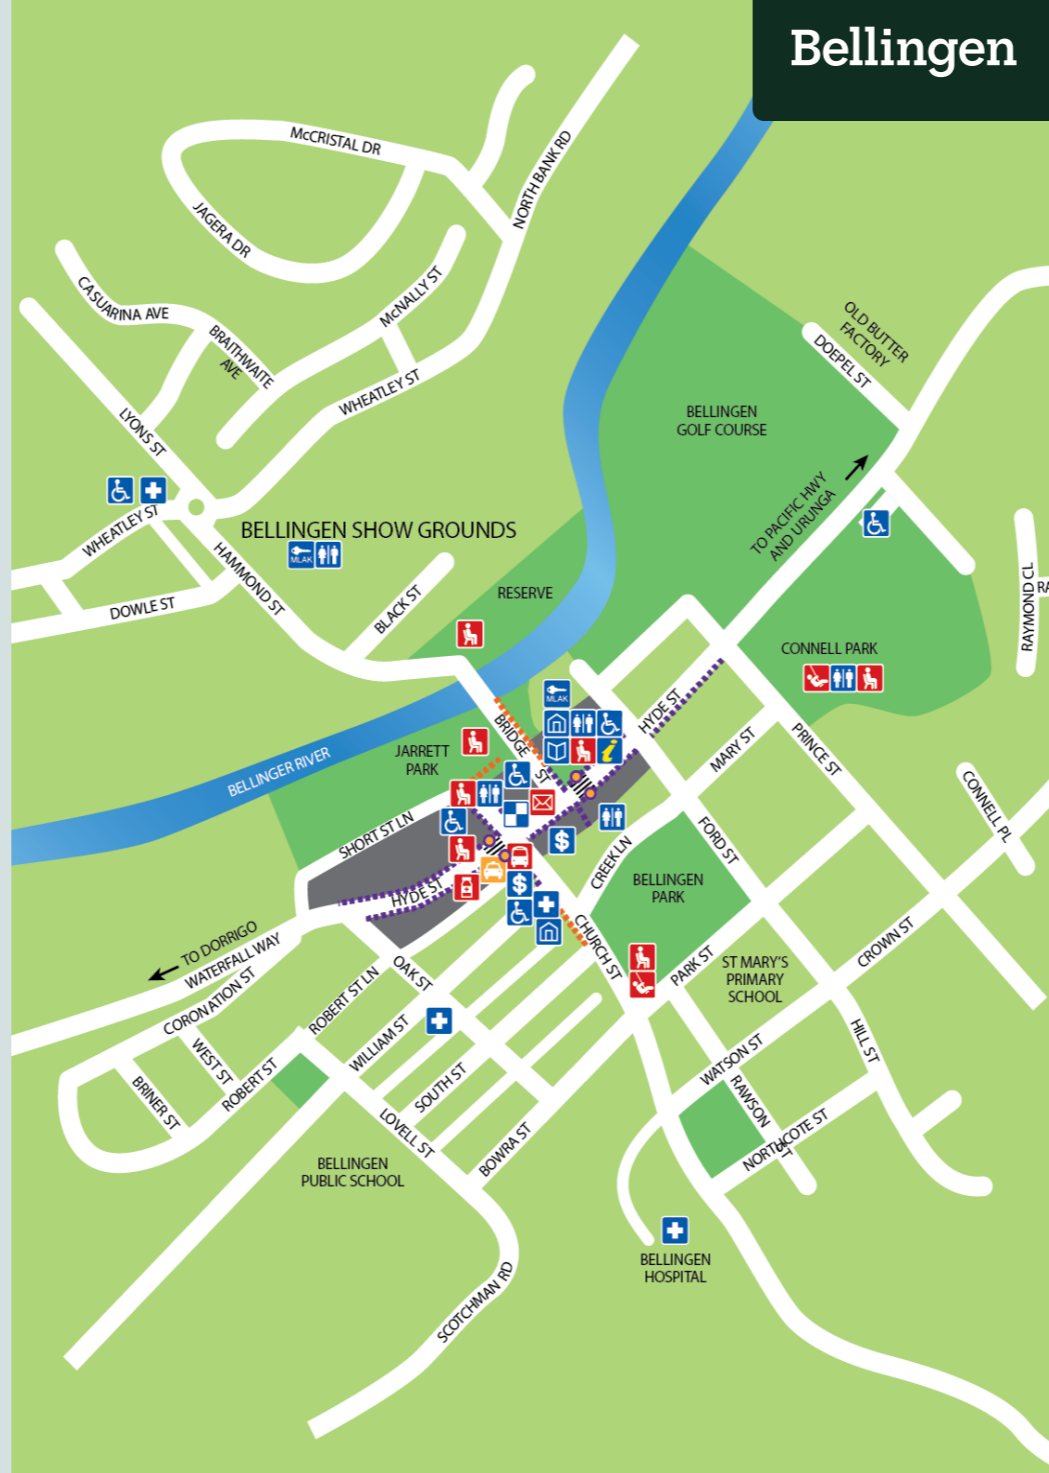 Bellingen
McCRISTAL DR
NORTH BANK RD
JAGERA DR
CASUARINA AVE
McNALLY ST
BRAITHWAITE
AVE
OLD BUTTER
FACTORY
DOEPEL ST
WHEATLEY ST
LYONS ST
BELLINGEN
GOLF COURSE
TO PACIFIC HWY
AND URUNGA
WHEATLEY ST
BELLINGEN SHOW GROUNDS
MLAK
HAMMOND ST
DOWLE ST
BLACK ST
RESERVE
RAYMOND CL
RA
CONNELL PARK
MLAK
HYDE ST
BRIDGE
ST
JARRETT
PARK
MARY ST
PRINCE ST
BELLINGER RIVER
i
CONNELL PL
SHORT ST LN
$
FORD ST
CREEK LN
BELLINGEN
PARK
HYDE ST
$
CHURCH ST
TO DORRIGO
WATERFALL WAY
CORONATION ST
OAK ST
PARK ST
ST MARY'S
PRIMARY
SCHOOL
CROWN ST
ROBERT ST LN
WILLIAM ST
WEST ST
HILL ST
ROBERT ST
BRINER ST
SOUTH ST
WATSON ST
RAWSON
ST
LOVELL ST
BOWRA ST
NORTHCOTE ST
BELLINGEN
PUBLIC SCHOOL
BELLINGEN
HOSPITAL
SCOTCHMAN RD